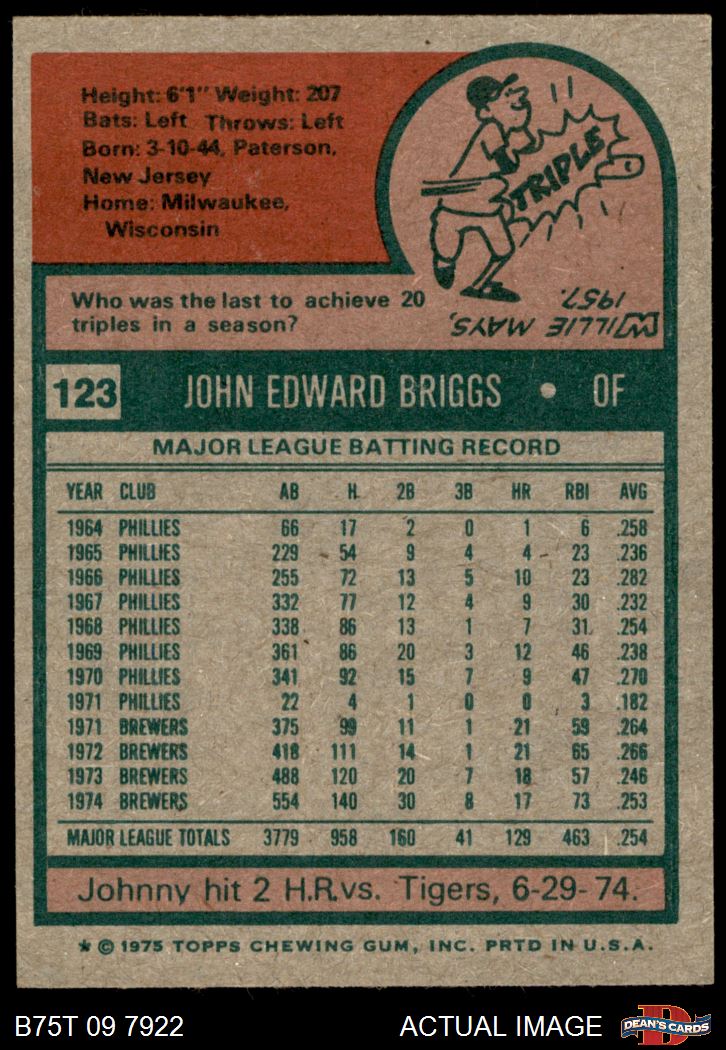 Height: 6'1" Weight: 207
Bats: Left Throws: Left
Born: 3-10-44, Paterson,
New Jersey
Home: Milwaukee,
Wisconsin
TRIPLE
Who was the last to achieve 20
triples in a season?
WILLIE MAYS,
1957.
123 JOHN EDWARD BRIGGS • OF
MAJOR LEAGUE BATTING RECORD
YEAR CLUB AB H 2B 3B HR RBI AVG
1964 PHILLIES 66 17 2 0 1 6 .258
1965 PHILLIES 229 54 9 4 4 23 .236
1966 PHILLIES 255 72 13 5 10 23 .282
1967 PHILLIES 332 77 12 4 9 30 .232
1968 PHILLIES 338 86 13 1 7 31 .254
1969 PHILLIES 361 86 20 3 12 46 .238
1970 PHILLIES 341 92 15 7 9 47 .270
1971 PHILLIES 22 4 1 0 0 3 .182
1971 BREWERS 375 99 11 1 21 59 .264
1972 BREWERS 418 111 14 1 21 65 .266
1973 BREWERS 488 120 20 7 18 57 .246
1974 BREWERS 554 140 30 8 17 73 .253
MAJOR LEAGUE TOTALS 3779 958 160 41 129 463 .254
Johnny hit 2 H.R. vs. Tigers, 6-29-74.
* © 1975 TOPPS CHEWING GUM, INC. PRTD IN U.S.A.
B75T 09 7922 ACTUAL IMAGE
D
DEAN'S CARDS